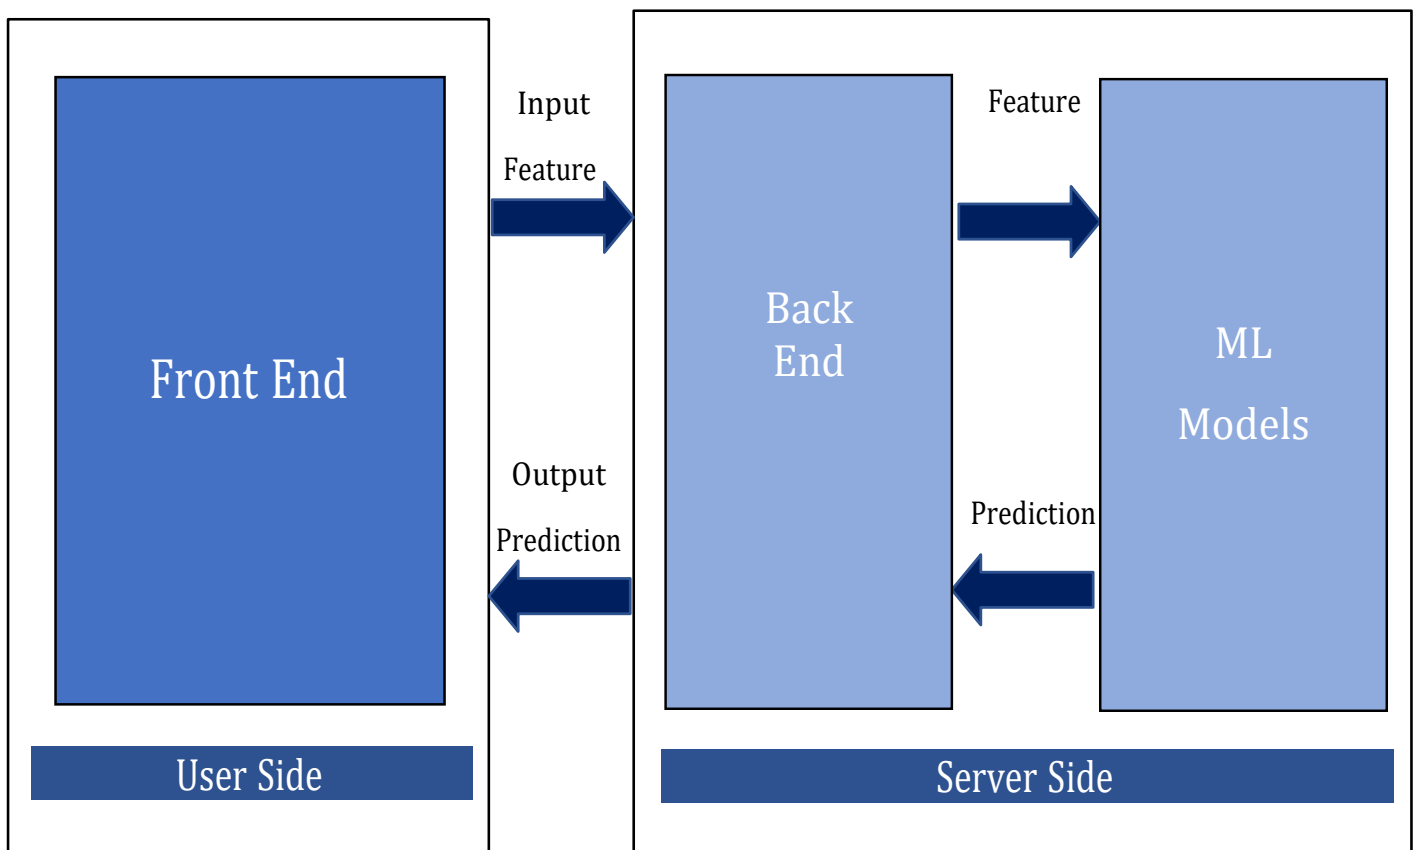 Front End
User Side
Input
Feature
Output
Prediction
Back
End
Feature
Prediction
ML
Models
Server Side